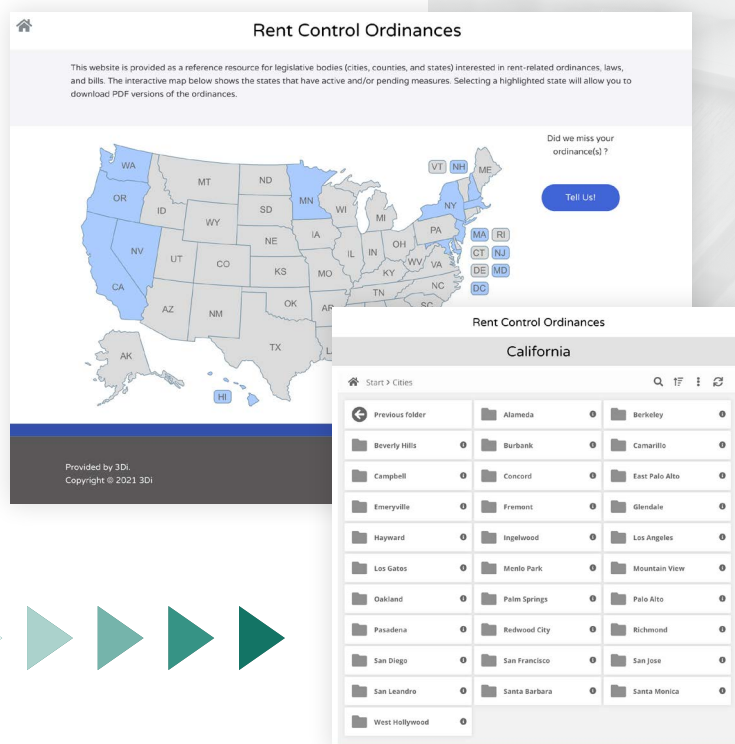 Rent Control Ordinances
This website is provided as a reference resource for legislative bodies (cities, counties, and states) interested in rent-related ordinances, laws,
and bills. The interactive map below shows the states that have active and/or pending measures. Selecting a highlighted state will allow you to
download PDF versions of the ordinances.
Did we miss your
ordinance(s) ?
Tell Us!
WA
MT
ND
MN
VT
NH
ME
OR
ID
SD
WI
MI
NY
WY
IA
PA
MA
RI
NV
NE
IL
IN
OH
CT
NJ
UT
CO
KS
MO
KY
WV
VA
DE
MD
CA
NC
DC
AZ
NM
OK
AR
TN
SC
TX
AK
HI
Provided by 3Di.
Copyright © 2021 3Di
Rent Control Ordinances
California
Start > Cities
Previous folder
Alameda
Berkeley
Beverly Hills
Burbank
Camarillo
Campbell
Concord
East Palo Alto
Emeryville
Fremont
Glendale
Hayward
Ingelwood
Los Angeles
Los Gatos
Menlo Park
Mountain View
Oakland
Palm Springs
Palo Alto
Pasadena
Redwood City
Richmond
San Diego
San Francisco
San Jose
San Leandro
Santa Barbara
Santa Monica
West Hollywood